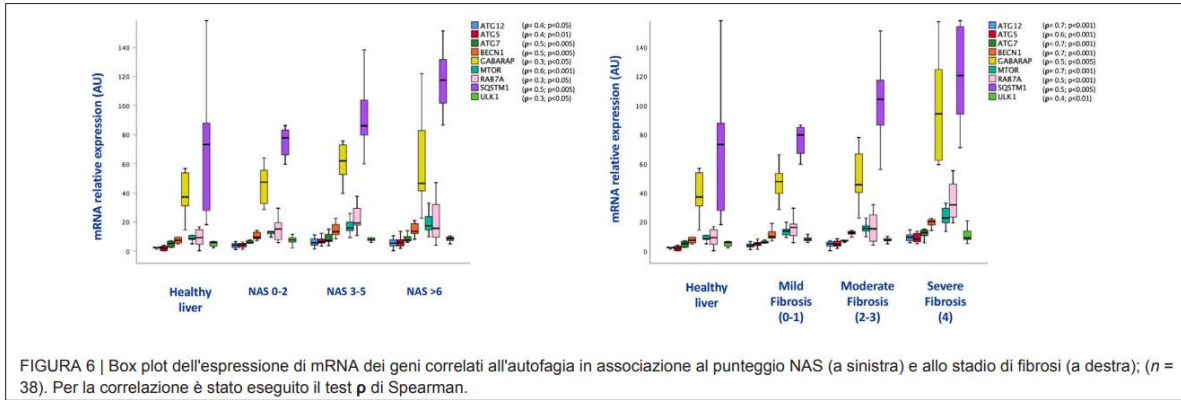 ATG12 (ρ= 0.4; p<0.05)
ATG5 (ρ= 0.4; p<0.01)
ATG7 (ρ= 0.5; p<0.005)
BECN1 (ρ= 0.5; p<0.005)
GABARAP (ρ= 0.3; p<0.05)
MTOR (ρ= 0.6; p<0.001)
RAB7A (ρ= 0.3; p<0.05)
SQSTM1 (ρ= 0.5; p<0.005)
ULK1 (ρ= 0.3; p<0.05)
mRNA relative expression (AU)
140
120
100
80
60
40
20
0
Healthy
liver
NAS 0-2
NAS 3-5
NAS >6
ATG12 (ρ= 0.7; p<0.001)
ATG5 (ρ= 0.6; p<0.001)
ATG7 (ρ= 0.7; p<0.001)
BECN1 (ρ= 0.7; p<0.001)
GABARAP (ρ= 0.5; p<0.005)
MTOR (ρ= 0.7; p<0.001)
RAB7A (ρ= 0.5; p<0.001)
SQSTM1 (ρ= 0.5; p<0.005)
ULK1 (ρ= 0.4; p<0.01)
mRNA relative expression (AU)
140
120
100
80
60
40
20
0
Healthy
liver
Mild
Fibrosis
(0-1)
Moderate
Fibrosis
(2-3)
Severe
Fibrosis
(4)
FIGURA 6 | Box plot dell'espressione di mRNA dei geni correlati all'autofagia in associazione al punteggio NAS (a sinistra) e allo stadio di fibrosi (a destra); (n =
38). Per la correlazione è stato eseguito il test ρ di Spearman.